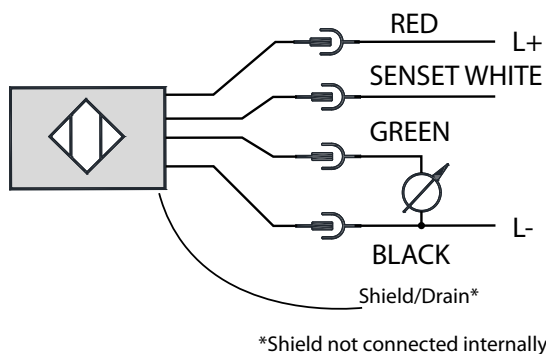 RED
L+
SENSET WHITE
GREEN
L-
BLACK
Shield/Drain*
*Shield not connected internally